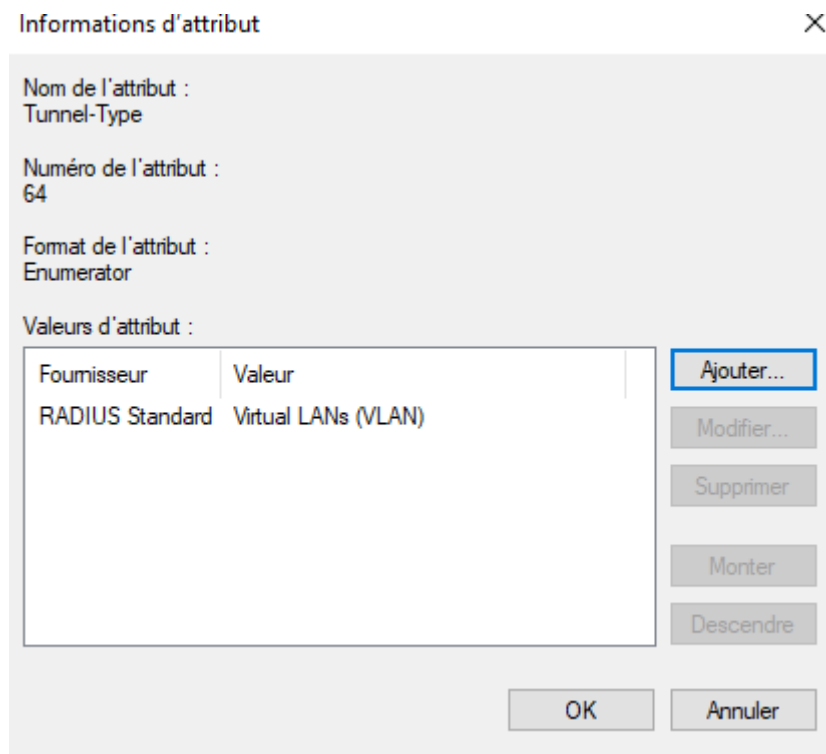 Informations d'attribut
Nom de l'attribut :
Tunnel-Type
Numéro de l'attribut :
64
Format de l'attribut :
Enumerator
Valeurs d'attribut :
Fournisseur Valeur
RADIUS Standard Virtual LANs (VLAN)
Ajouter...
Modifier...
Supprimer
Monter
Descendre
OK Annuler